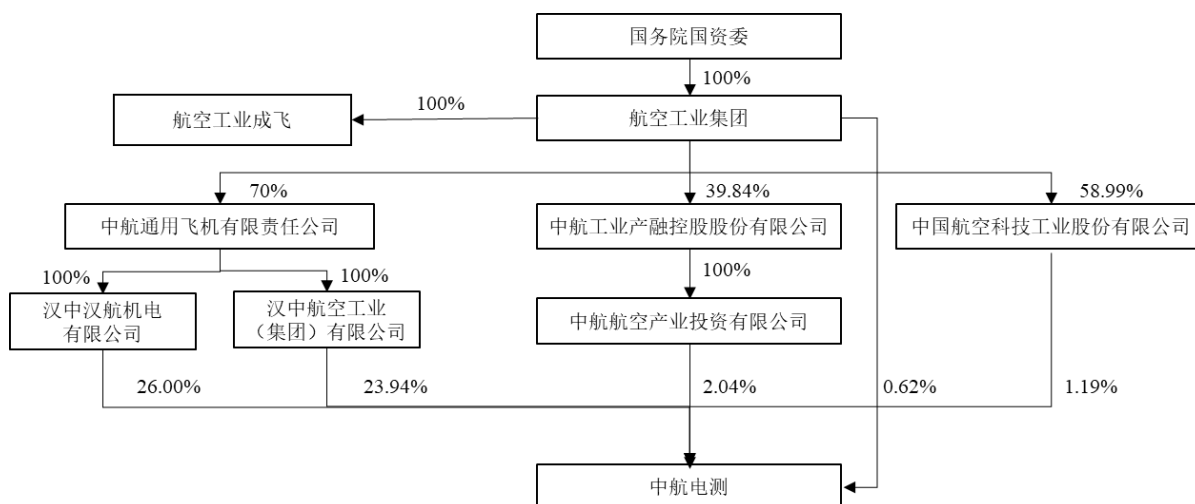 国务院国资委
100%
航空工业成飞
100%
航空工业集团
70%
39.84%
58.99%
中航通用飞机有限责任公司
中航工业产融控股股份有限公司
中国航空科技工业股份有限公司
100%
100%
100%
汉中汉航机电
有限公司
汉中航空工业
（集团）有限公司
中航航空产业投资有限公司
26.00%
23.94%
2.04%
0.62%
1.19%
中航电测